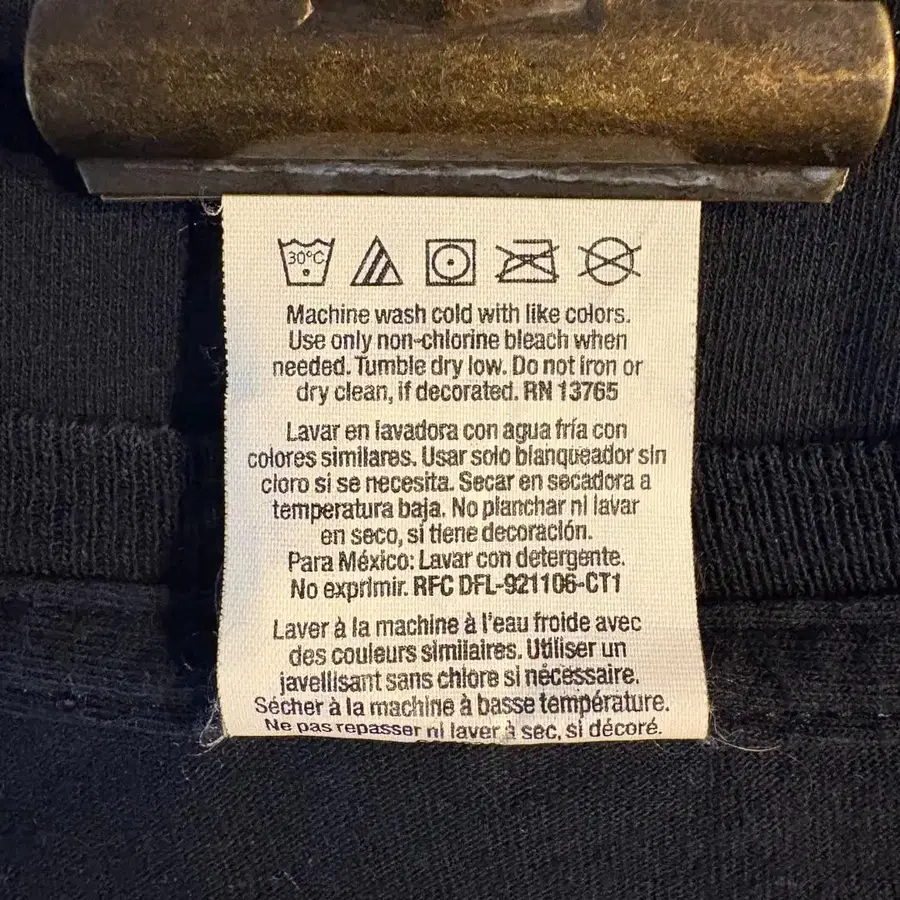 30°C
Machine wash cold with like colors.
Use only non-chlorine bleach when
needed. Tumble dry low. Do not iron or
dry clean, if decorated. RN 13765
Lavar en lavadora con agua fría con
colores similares. Usar solo blanqueador sin
cloro si se necesita. Secar en secadora a
temperatura baja. No planchar ni lavar
en seco, si tiene decoración.
Para México: Lavar con detergente.
No exprimir. RFC DFL-921106-CT1
Laver à la machine à l'eau froide avec
des couleurs similaires. Utiliser un
javellisant sans chlore si nécessaire.
Sécher à la machine à basse température.
Ne pas repasser ni laver à sec, si décoré.